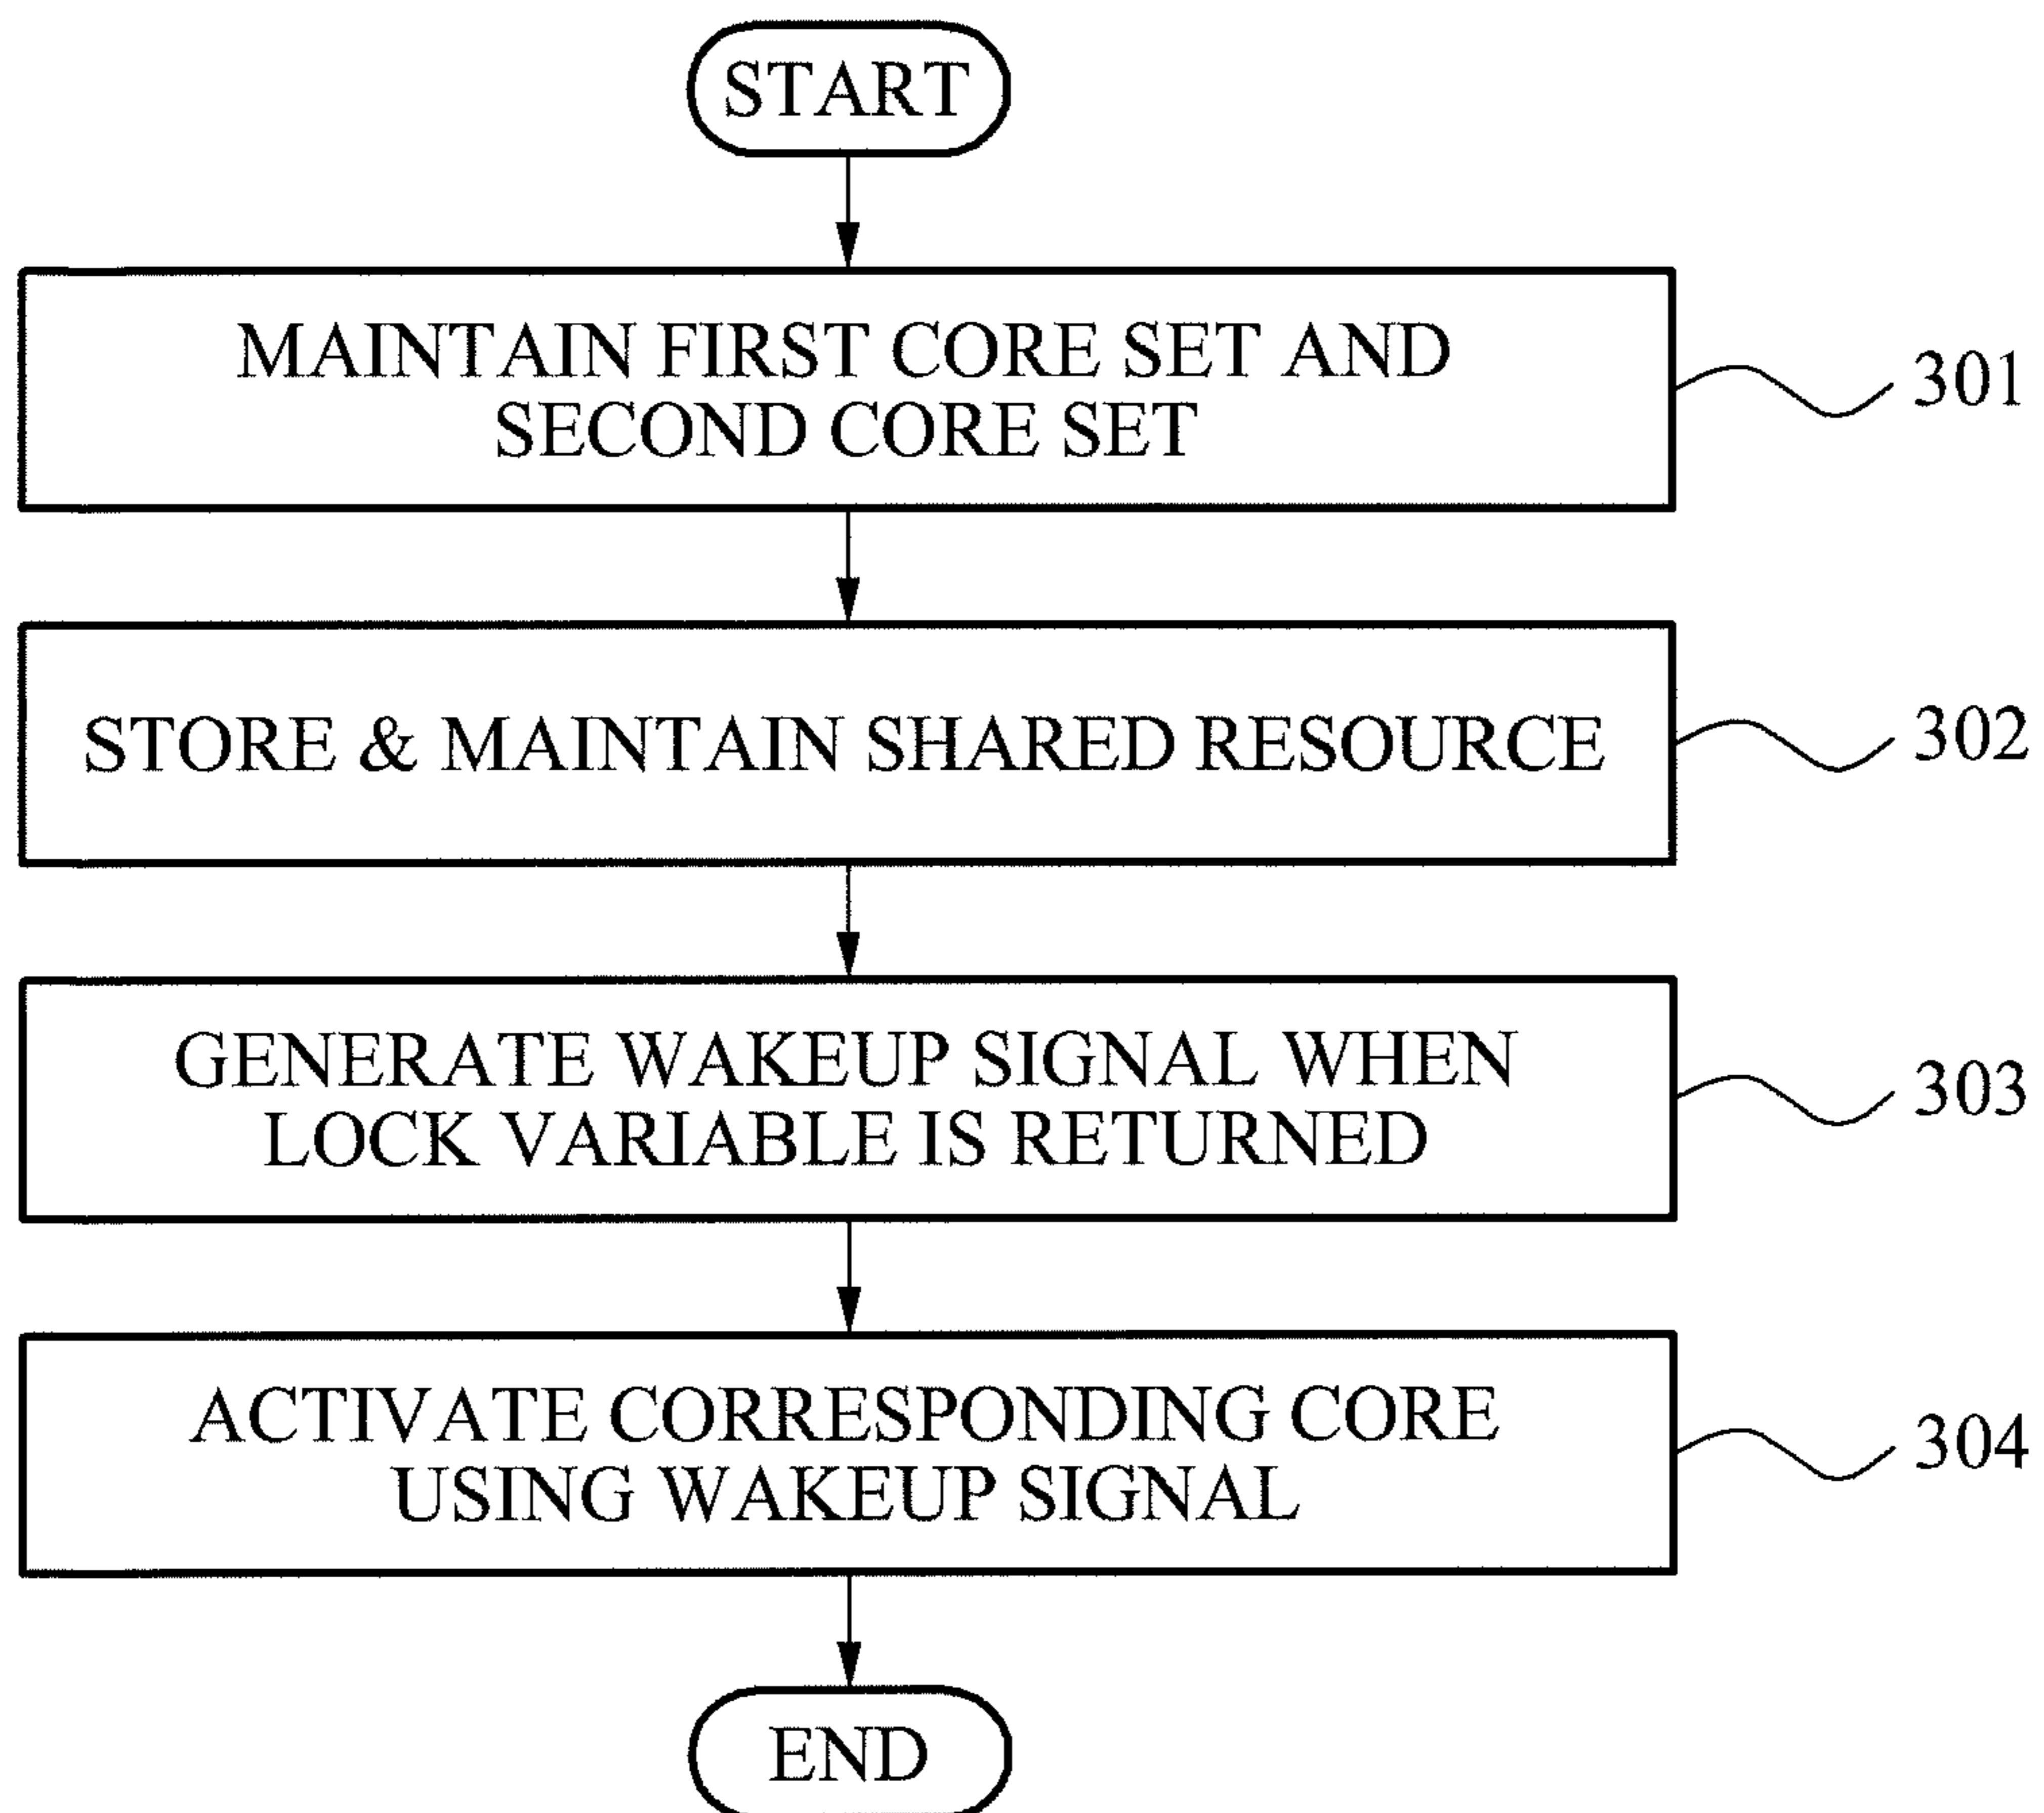 START
MAINTAIN FIRST CORE SET AND
SECOND CORE SET
301
STORE & MAINTAIN SHARED RESOURCE
302
GENERATE WAKEUP SIGNAL WHEN
LOCK VARIABLE IS RETURNED
303
ACTIVATE CORRESPONDING CORE
USING WAKEUP SIGNAL
304
END